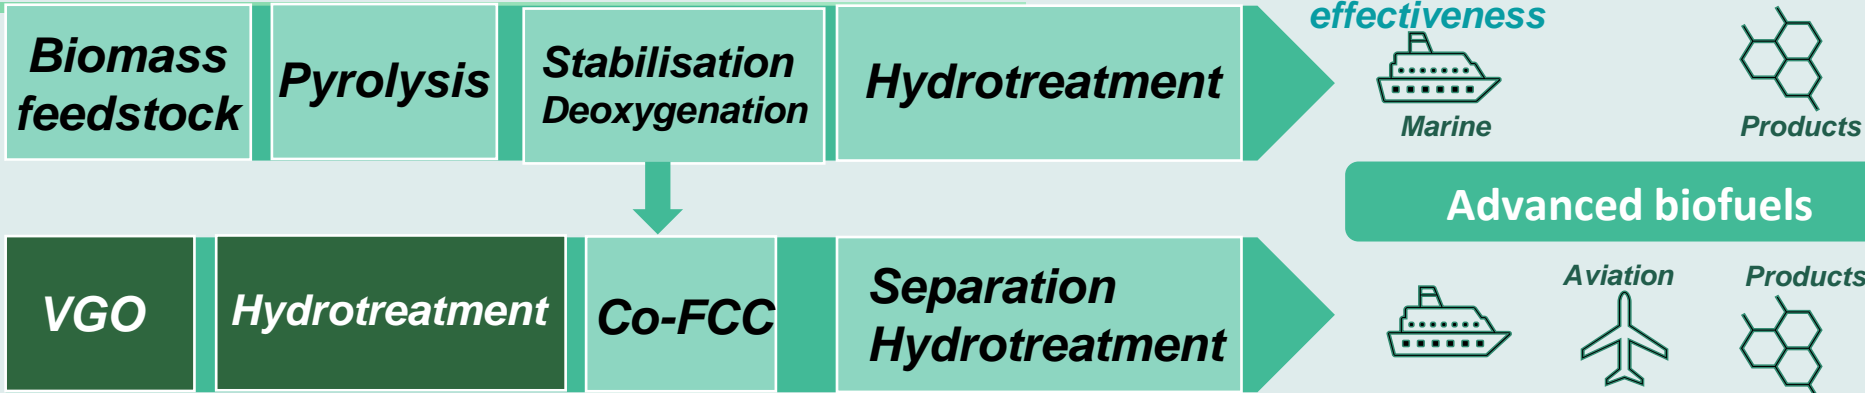 effectiveness
Biomass
feedstock
Pyrolysis
Stabilisation
Deoxygenation
Hydrotreatment
Marine
Products
Advanced biofuels
VGO
Hydrotreatment
Co-FCC
Separation
Hydrotreatment
Aviation
Products